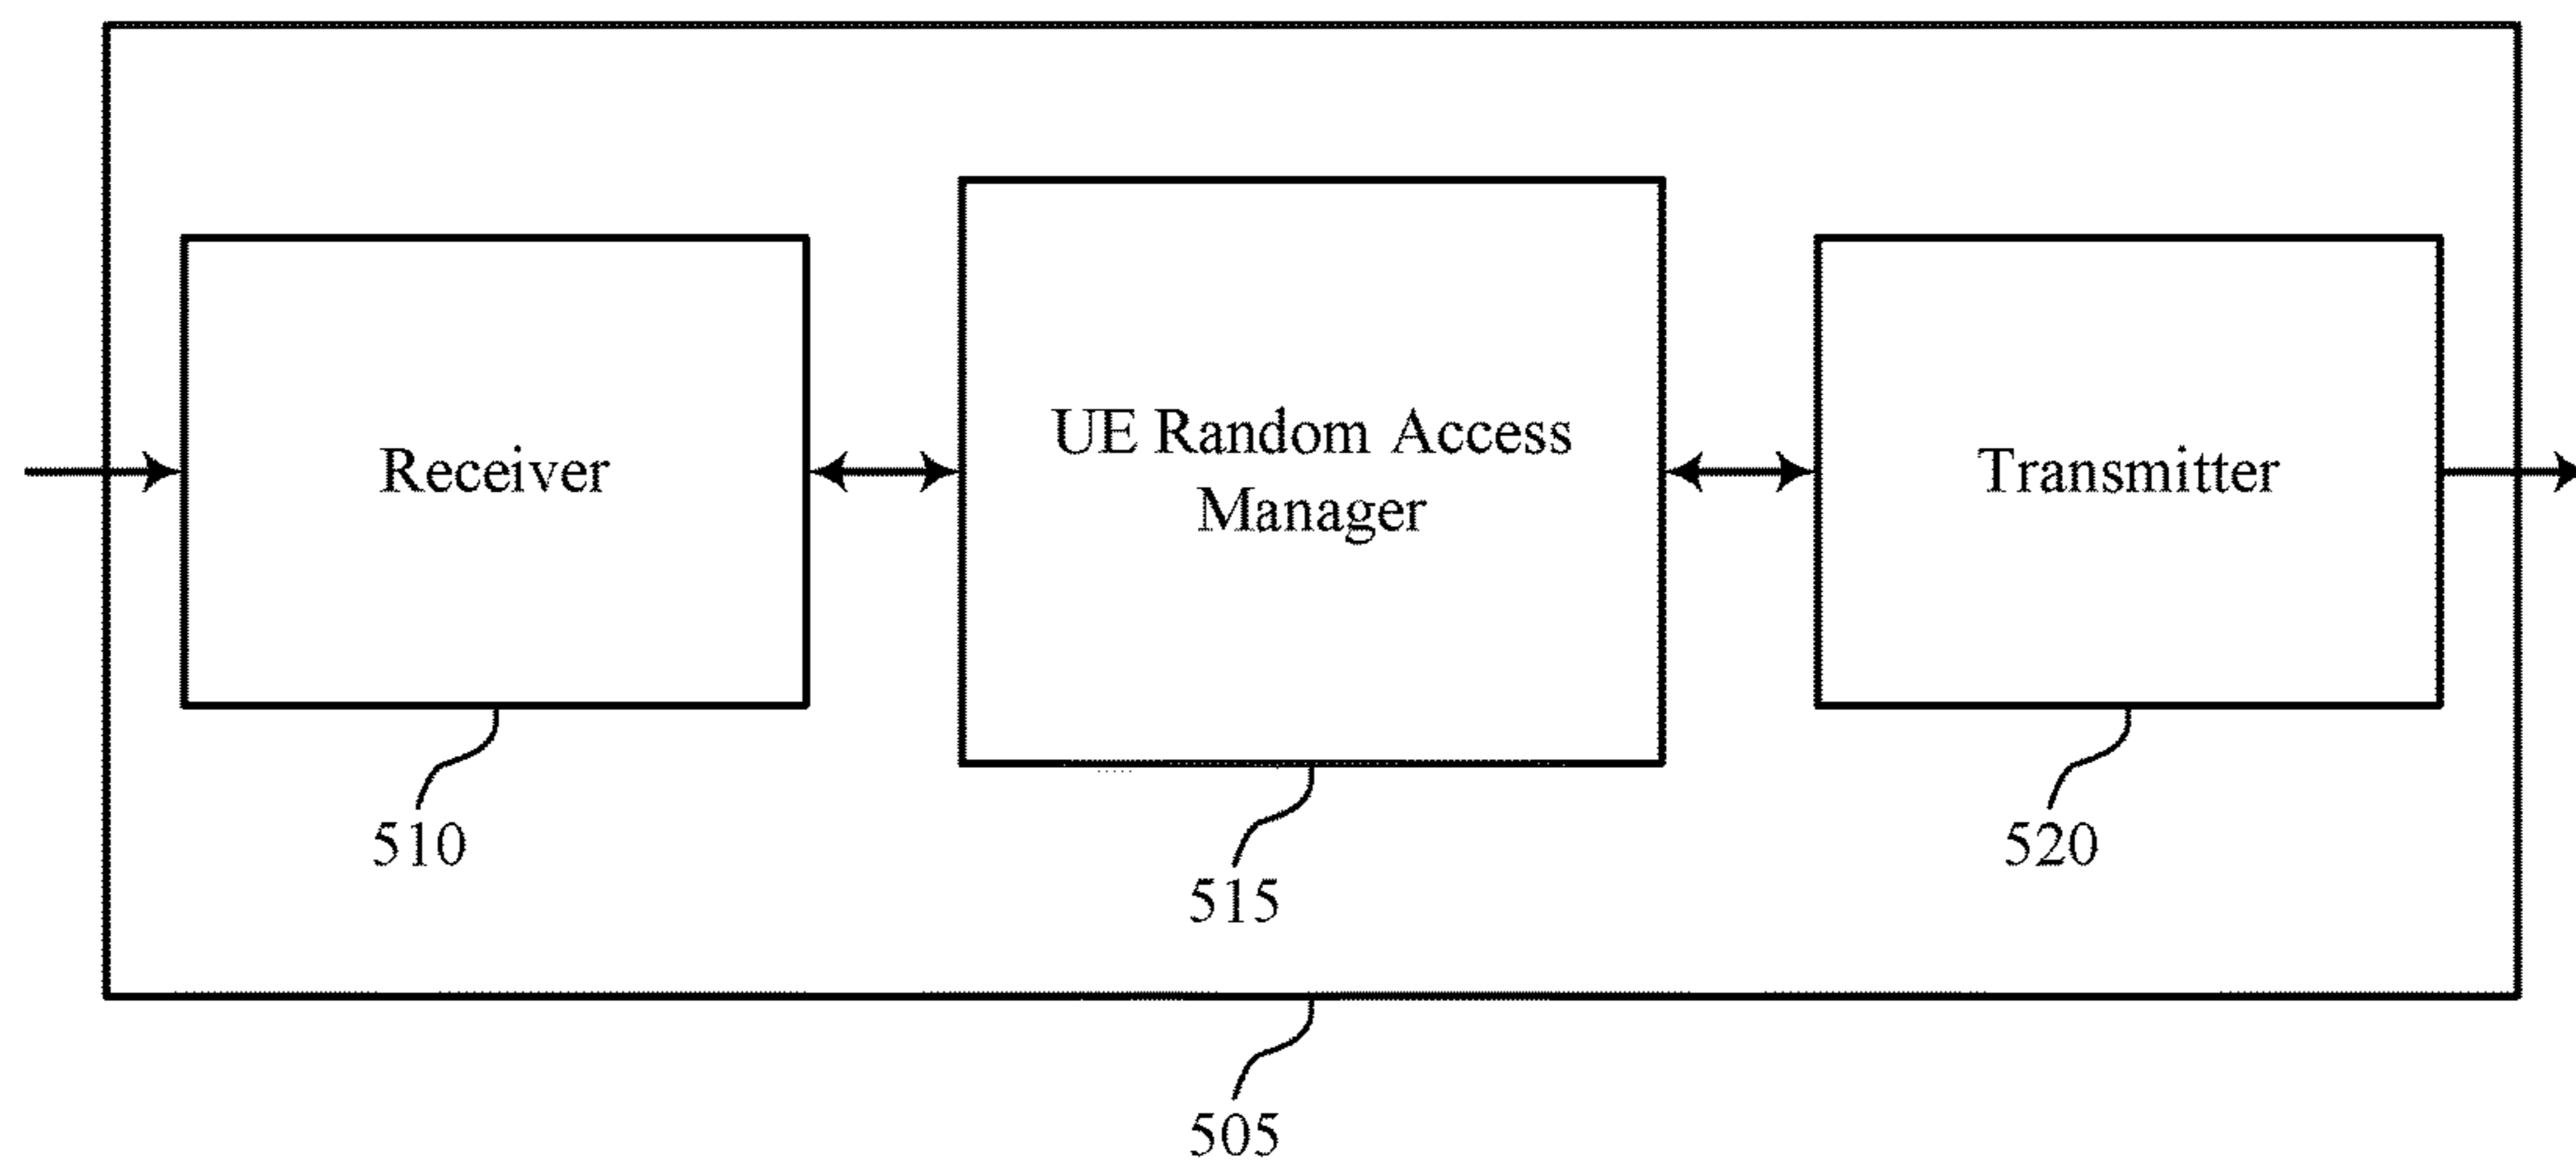 Receiver
UE Random Access
Manager
Transmitter
510
515
520
505